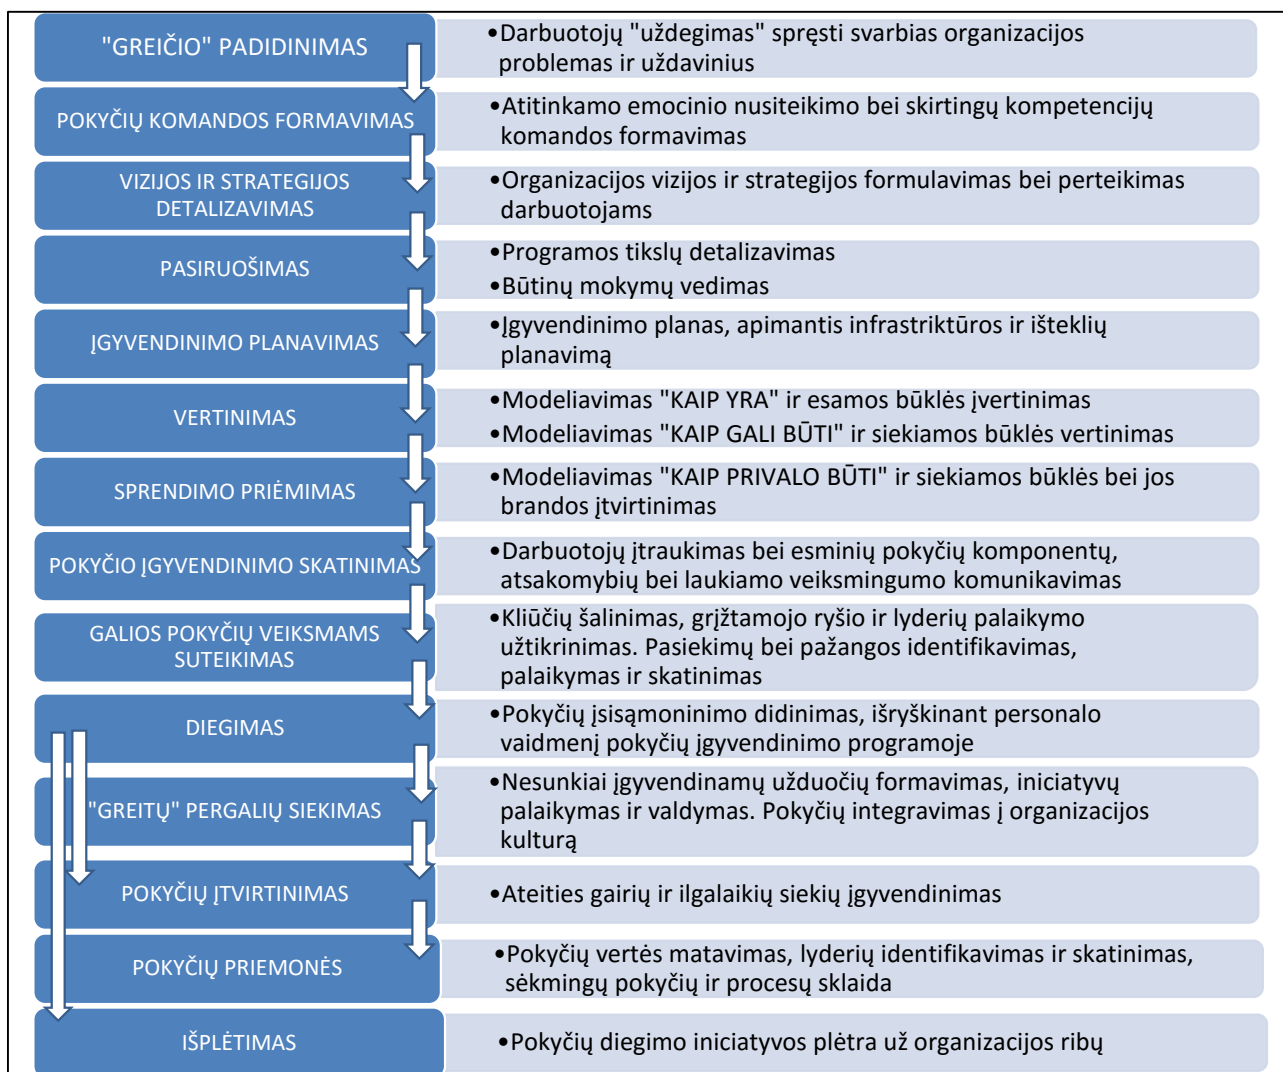 "GREIČIO" PADIDINIMAS
•Darbuotojų "uždegimas" spręsti svarbias organizacijos
problemas ir uždavinius
POKYČIŲ KOMANDOS FORMAVIMAS
•Atitinkamo emocinio nusiteikimo bei skirtingų kompetencijų
komandos formavimas
VIZIJOS IR STRATEGIJOS
DETALIZAVIMAS
•Organizacijos vizijos ir strategijos formulavimas bei perteikimas
darbuotojams
PASIRUOŠIMAS
•Programos tikslų detalizavimas
•Būtinų mokymų vedimas
ĮGYVENDINIMO PLANAVIMAS
•Įgyvendinimo planas, apimantis infrastriktūros ir išteklių
planavimą
VERTINIMAS
•Modeliavimas "KAIP YRA" ir esamos būklės įvertinimas
•Modeliavimas "KAIP GALI BŪTI" ir siekiamos būklės vertinimas
SPRENDIMO PRIĖMIMAS
•Modeliavimas "KAIP PRIVALO BŪTI" ir siekiamos būklės bei jos
brandos įtvirtinimas
POKYČIO ĮGYVENDINIMO SKATINIMAS
•Darbuotojų įtraukimas bei esminių pokyčių komponentų,
atsakomybių bei laukiamo veiksmingumo komunikavimas
GALIOS POKYČIŲ VEIKSMAMS
SUTEIKIMAS
•Kliūčių šalinimas, grįžtamojo ryšio ir lyderių palaikymo
užtikrinimas. Pasiekimų bei pažangos identifikavimas,
palaikymas ir skatinimas
DIEGIMAS
•Pokyčių įsisąmoninimo didinimas, išryškinant personalo
vaidmenį pokyčių įgyvendinimo programoje
"GREITŲ" PERGALIŲ SIEKIMAS
•Nesunkiai įgyvendinamų užduočių formavimas, iniciatyvų
palaikymas ir valdymas. Pokyčių integravimas į organizacijos
kultūrą
POKYČIŲ ĮTVIRTINIMAS
•Ateities gairių ir ilgalaikių siekių įgyvendinimas
POKYČIŲ PRIEMONĖS
•Pokyčių vertės matavimas, lyderių identifikavimas ir skatinimas,
sėkmingų pokyčių ir procesų sklaida
IŠPLĖTIMAS
•Pokyčių diegimo iniciatyvos plėtra už organizacijos ribų